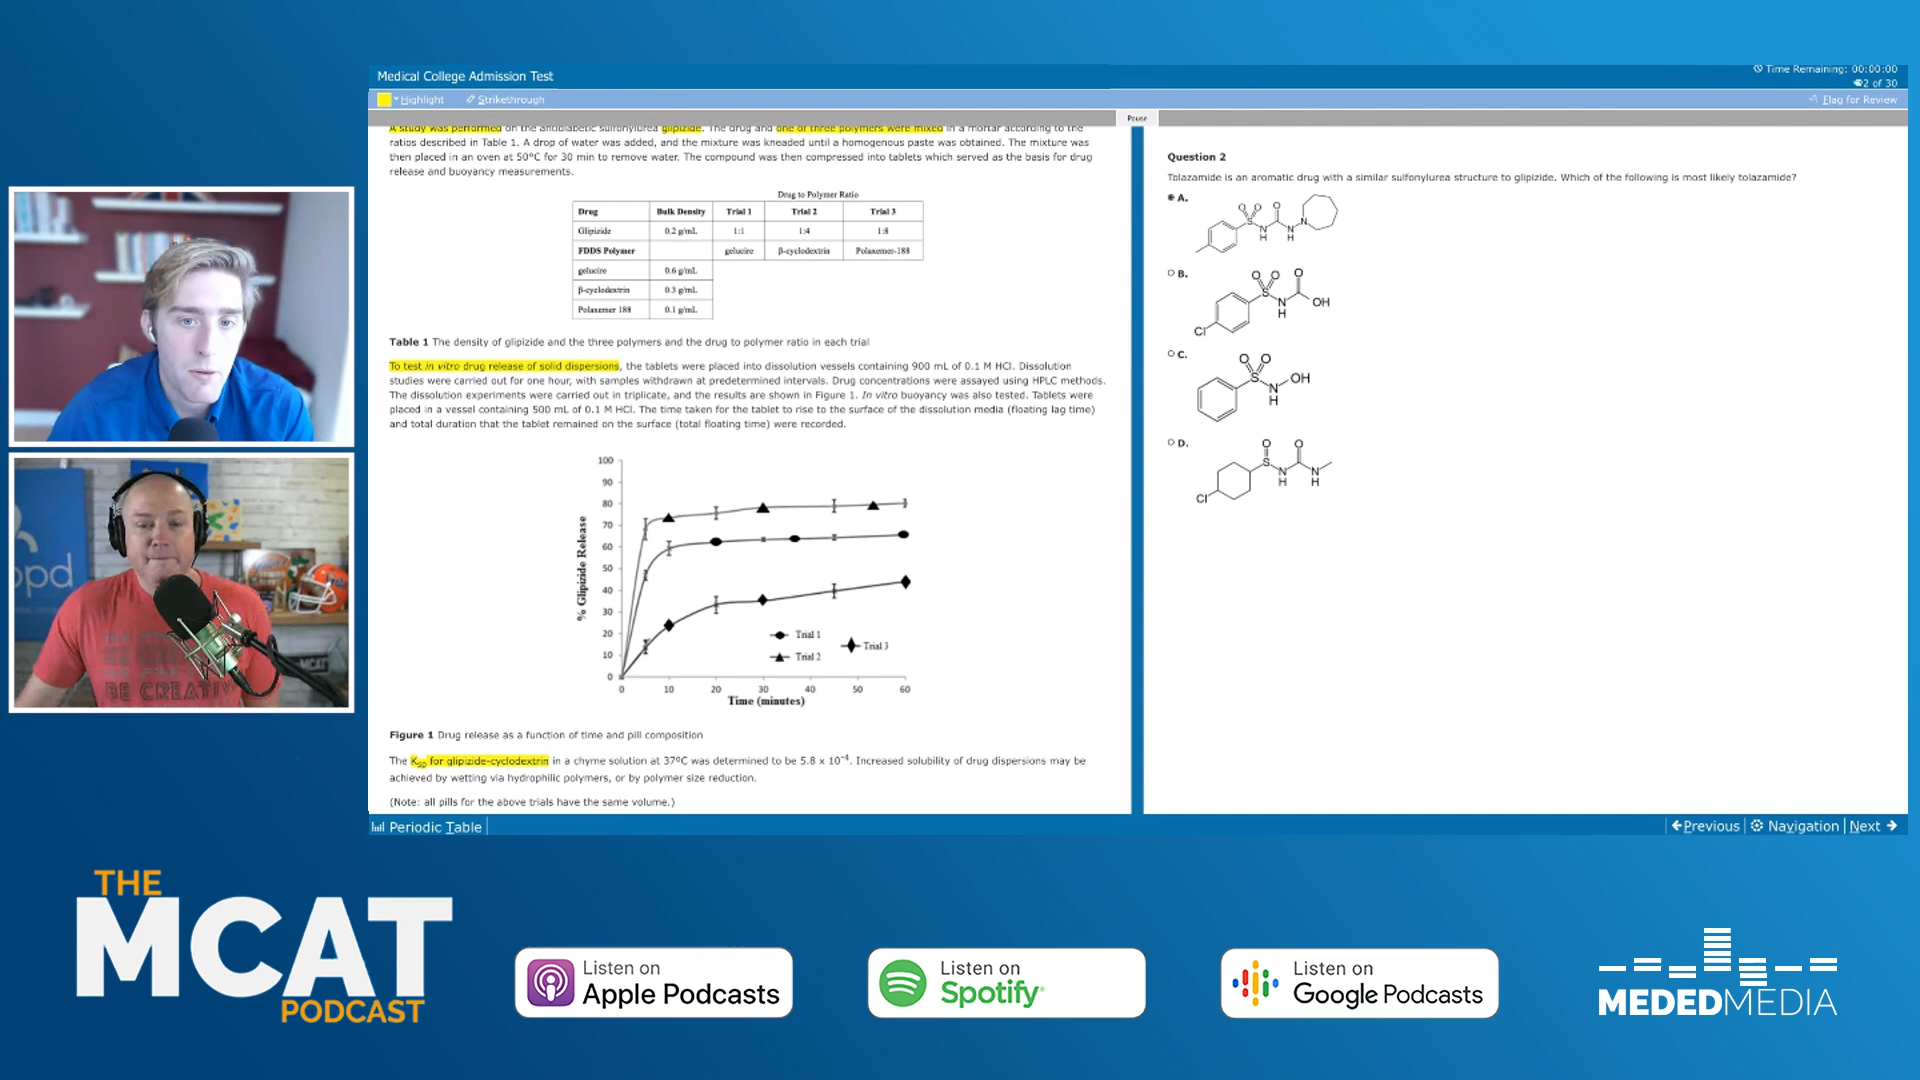 Medical College Admission Test
Time Remaining: 00:00:00
2 of 30
Highlight
Strikethrough
Flag for Review
Pause
A study was performed on the antidiabetic sulfonylurea glipizide. The drug and one of three polymers were mixed in a mortar according to the
ratios described in Table 1. A drop of water was added, and the mixture was kneaded until a homogenous paste was obtained. The mixture was
then placed in an oven at 50°C for 30 min to remove water. The compound was then compressed into tablets which served as the basis for drug
release and buoyancy measurements.
Drug to Polymer Ratio
Drug Bulk Density Trial 1 Trial 2 Trial 3
Glipizide 0.2 g/mL 1:1 1:4 1:8
FDDS Polymer gelucire β-cyclodextrin Polaxemer-188
gelucire 0.6 g/mL
β-cyclodextrin 0.3 g/mL
Polaxemer 188 0.1 g/mL
Table 1 The density of glipizide and the three polymers and the drug to polymer ratio in each trial
To test in vitro drug release of solid dispersions, the tablets were placed into dissolution vessels containing 900 mL of 0.1 M HCl. Dissolution
studies were carried out for one hour, with samples withdrawn at predetermined intervals. Drug concentrations were assayed using HPLC methods.
The dissolution experiments were carried out in triplicate, and the results are shown in Figure 1. In vitro buoyancy was also tested. Tablets were
placed in a vessel containing 500 mL of 0.1 M HCl. The time taken for the tablet to rise to the surface of the dissolution media (floating lag time)
and total duration that the tablet remained on the surface (total floating time) were recorded.
% Glipizide Release
100
90
80
70
60
50
40
30
20
10
0
0 10 20 30 40 50 60
Time (minutes)
Trial 1
Trial 2
Trial 3
Figure 1 Drug release as a function of time and pill composition
The Ksp for glipizide-cyclodextrin in a chyme solution at 37ºC was determined to be 5.8 x 10⁻⁴. Increased solubility of drug dispersions may be
achieved by wetting via hydrophilic polymers, or by polymer size reduction.
(Note: all pills for the above trials have the same volume.)
Question 2
Tolazamide is an aromatic drug with a similar sulfonylurea structure to glipizide. Which of the following is most likely tolazamide?
A.
O O O
S N N
H H
B.
O O O
S N OH
H
Cl
C.
O O
S OH
N
H
D.
O O
S N N
H H
Cl
Periodic Table
Previous
Navigation
Next
opd
BE CREATIV
MCAT
THE
MCAT
PODCAST
Listen on
Apple Podcasts
Listen on
Spotify
Listen on
Google Podcasts
MEDEDMEDIA